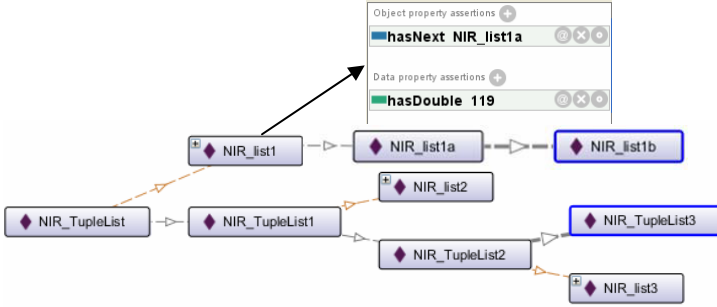 Object property assertions
hasNext NIR_list1a
Data property assertions
hasDouble 119
NIR_list1
NIR_list1a
NIR_list1b
NIR_list2
NIR_TupleList
NIR_TupleList1
NIR_TupleList3
NIR_TupleList2
NIR_list3